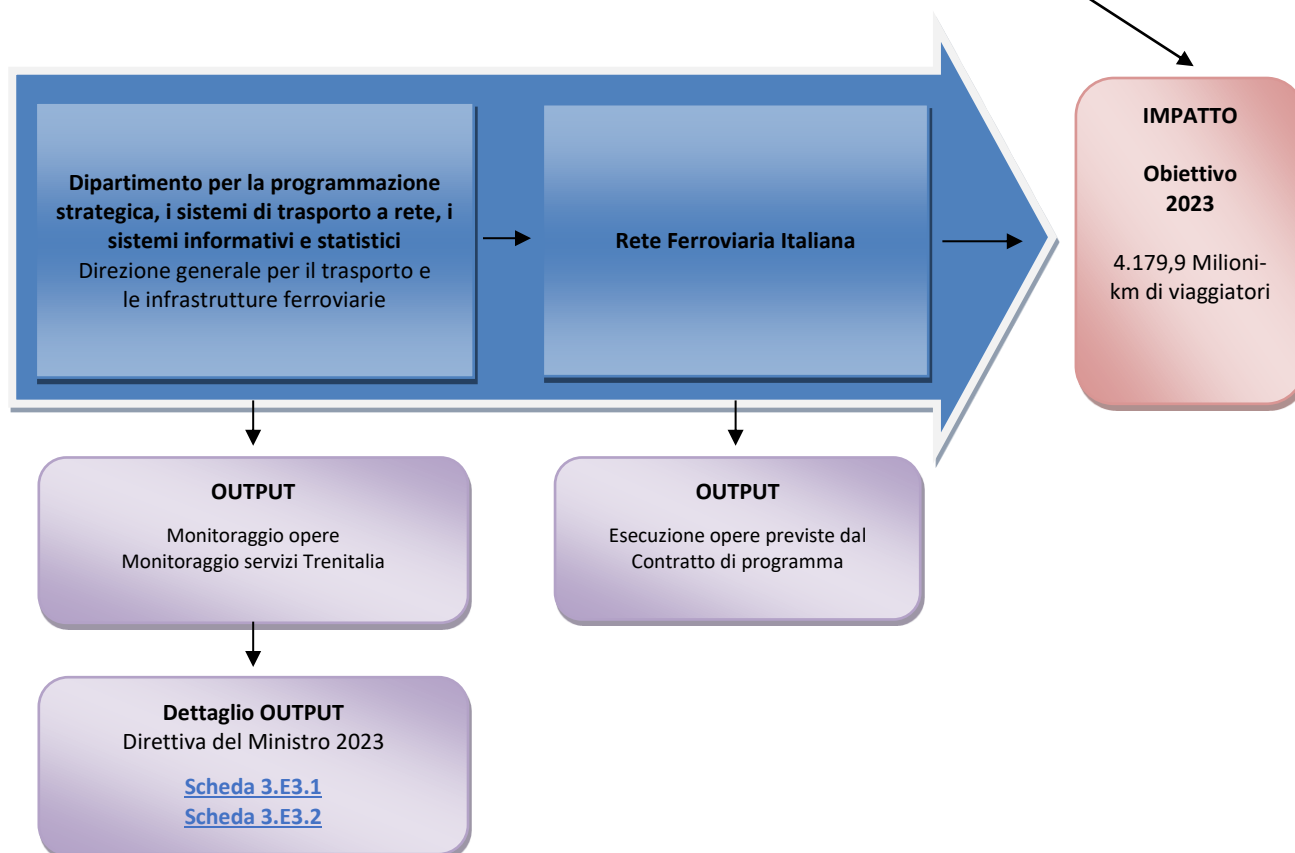 Dipartimento per la programmazione
strategica, i sistemi di trasporto a rete, i
sistemi informativi e statistici
Direzione generale per il trasporto e
le infrastrutture ferroviarie
Rete Ferroviaria Italiana
IMPATTO
Obiettivo
2023
4.179,9 Milioni-
km di viaggiatori
OUTPUT
Monitoraggio opere
Monitoraggio servizi Trenitalia
OUTPUT
Esecuzione opere previste dal
Contratto di programma
Dettaglio OUTPUT
Direttiva del Ministro 2023
Scheda 3.E3.1
Scheda 3.E3.2